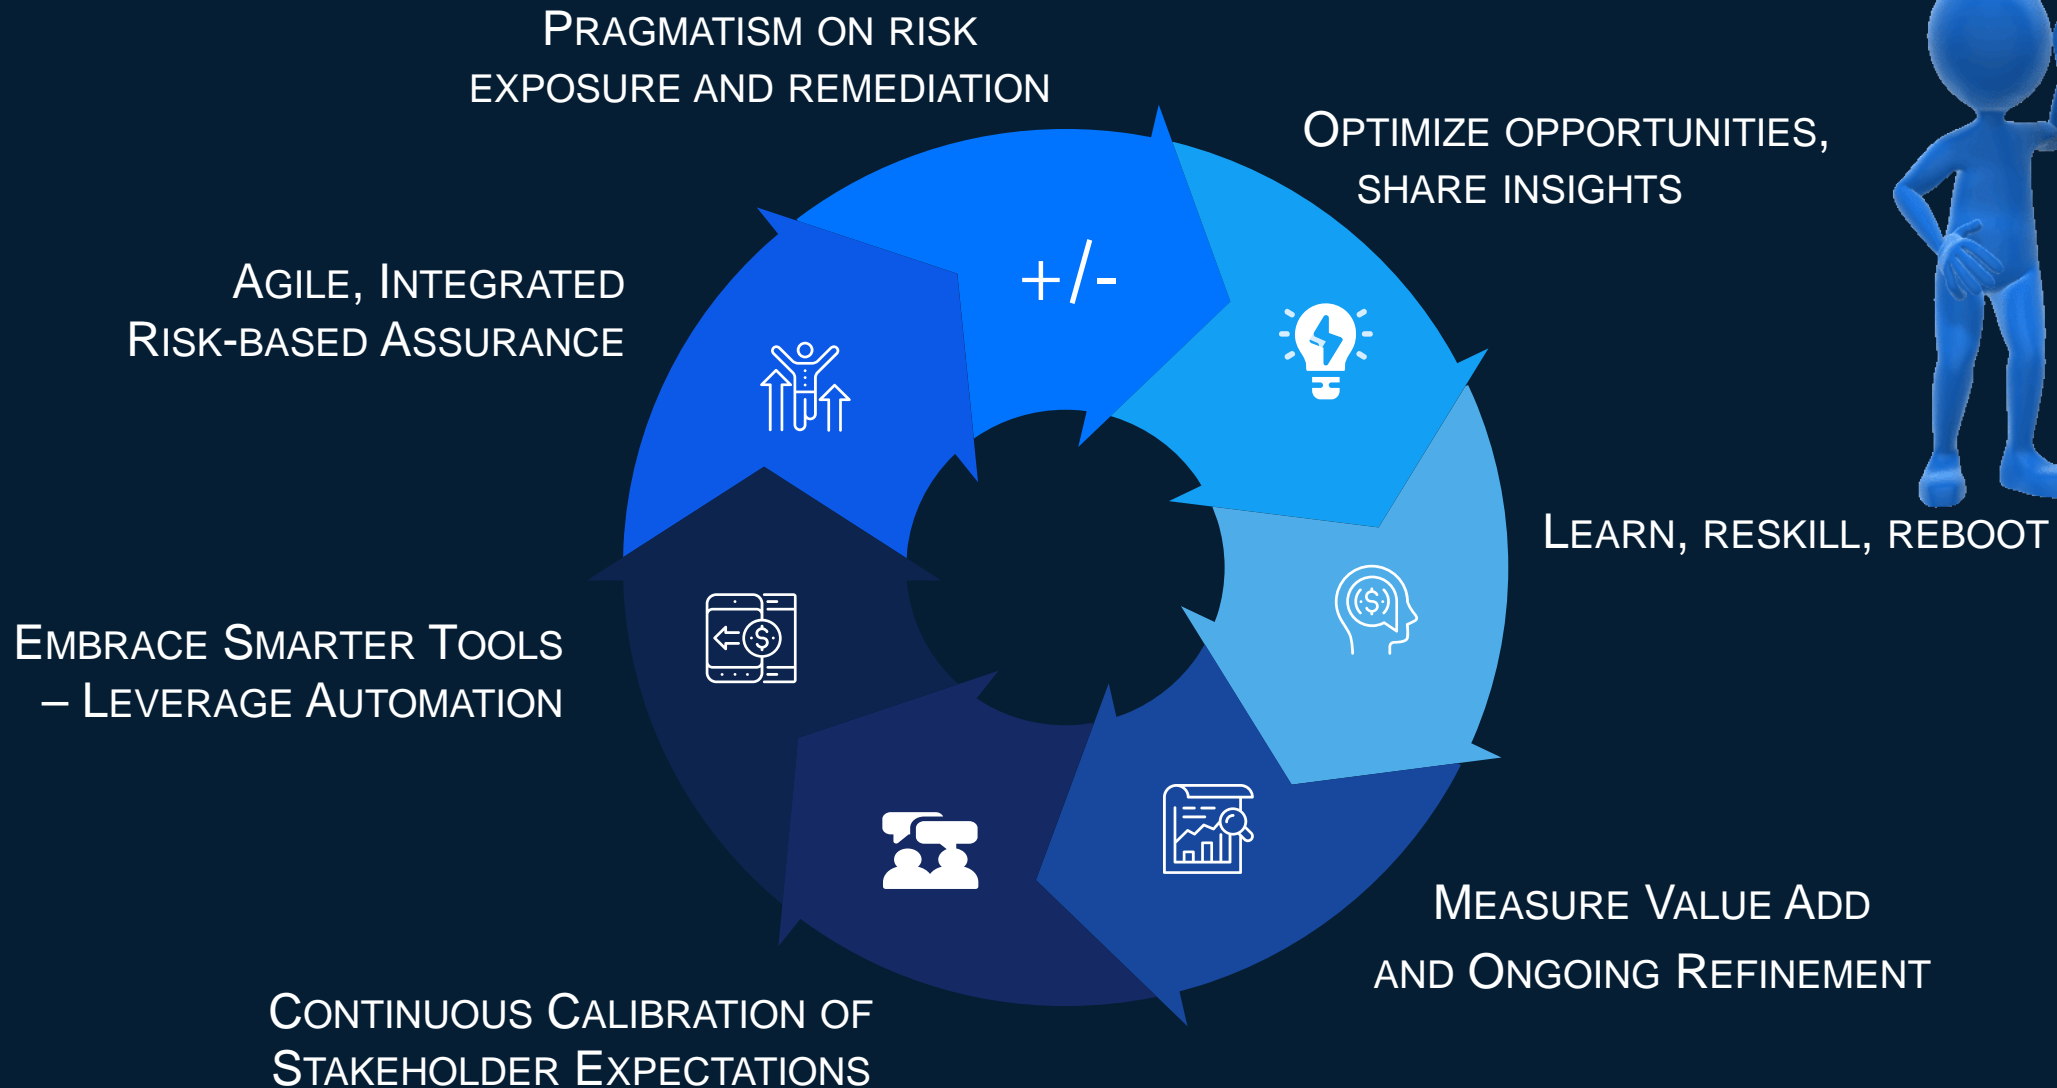 PRAGMATISM ON RISK
EXPOSURE AND REMEDIATION
OPTIMIZE OPPORTUNITIES,
SHARE INSIGHTS
+/-
AGILE, INTEGRATED
RISK-BASED ASSURANCE
LEARN, RESKILL, REBOOT
$
$
EMBRACE SMARTER TOOLS
– LEVERAGE AUTOMATION
MEASURE VALUE ADD
AND ONGOING REFINEMENT
CONTINUOUS CALIBRATION OF
STAKEHOLDER EXPECTATIONS